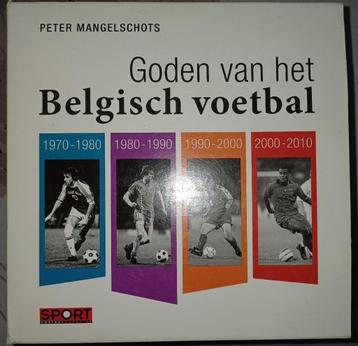 PETER MANGELSCHOTS
Goden van het
Belgisch voetbal
1970-1980 1980-1990 1990-2000 2000-2010
SPORT